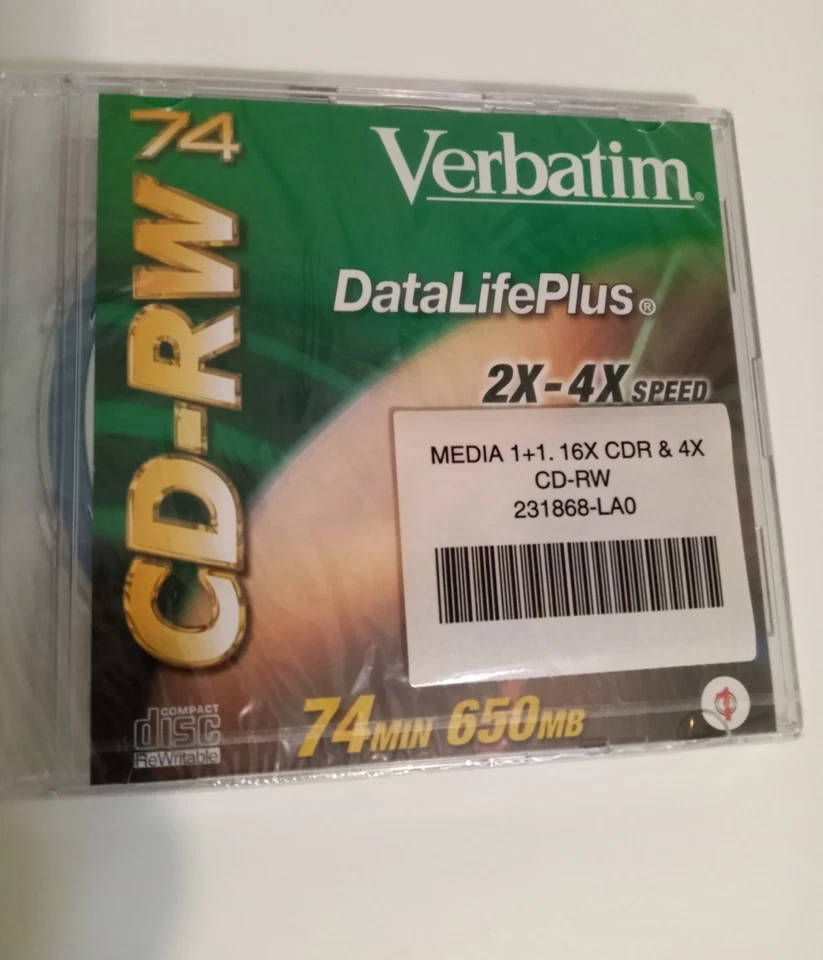 74
CD-RW
Verbatim®
DataLifePlus®
2X-4X SPEED
MEDIA 1+1. 16X CDR & 4X
CD-RW
231868-LA0
74MIN 650MB
COMPACT
disc
ReWritable